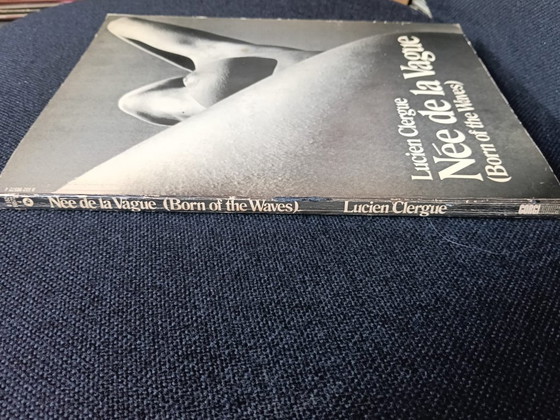 Lucien Clergue
Née de la Vague
(Born of the Waves)
Née de la Vague (Born of the Waves) Lucien Clergue